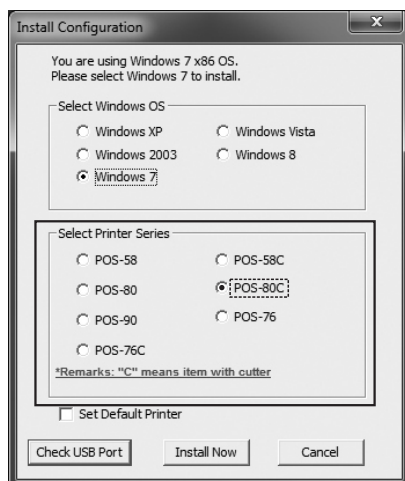 Install Configuration
You are using Windows 7 x86 OS.
Please select Windows 7 to install.
Select Windows OS
Windows XP Windows Vista
Windows 2003 Windows 8
Windows 7
Select Printer Series
POS-58 POS-58C
POS-80 POS-80C
POS-90 POS-76
POS-76C
*Remarks: "C" means item with cutter
Set Default Printer
Check USB Port Install Now Cancel